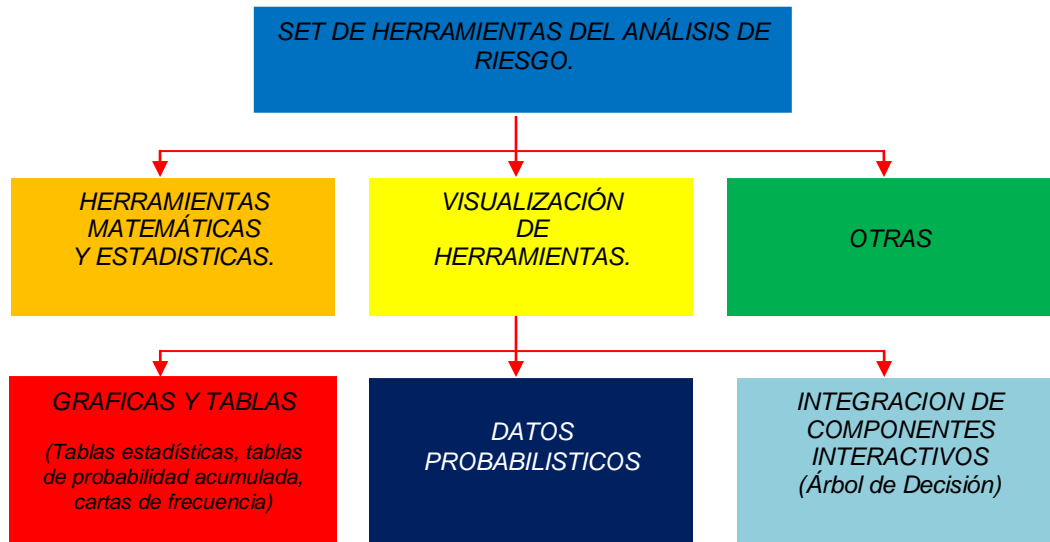 SET DE HERRAMIENTAS DEL ANÁLISIS DE
RIESGO.
HERRAMIENTAS
MATEMÁTICAS
Y ESTADISTICAS.
VISUALIZACIÓN
DE
HERRAMIENTAS.
OTRAS
GRAFICAS Y TABLAS
(Tablas estadísticas, tablas
de probabilidad acumulada,
cartas de frecuencia)
DATOS
PROBABILISTICOS
INTEGRACION DE
COMPONENTES
INTERACTIVOS
(Árbol de Decisión)